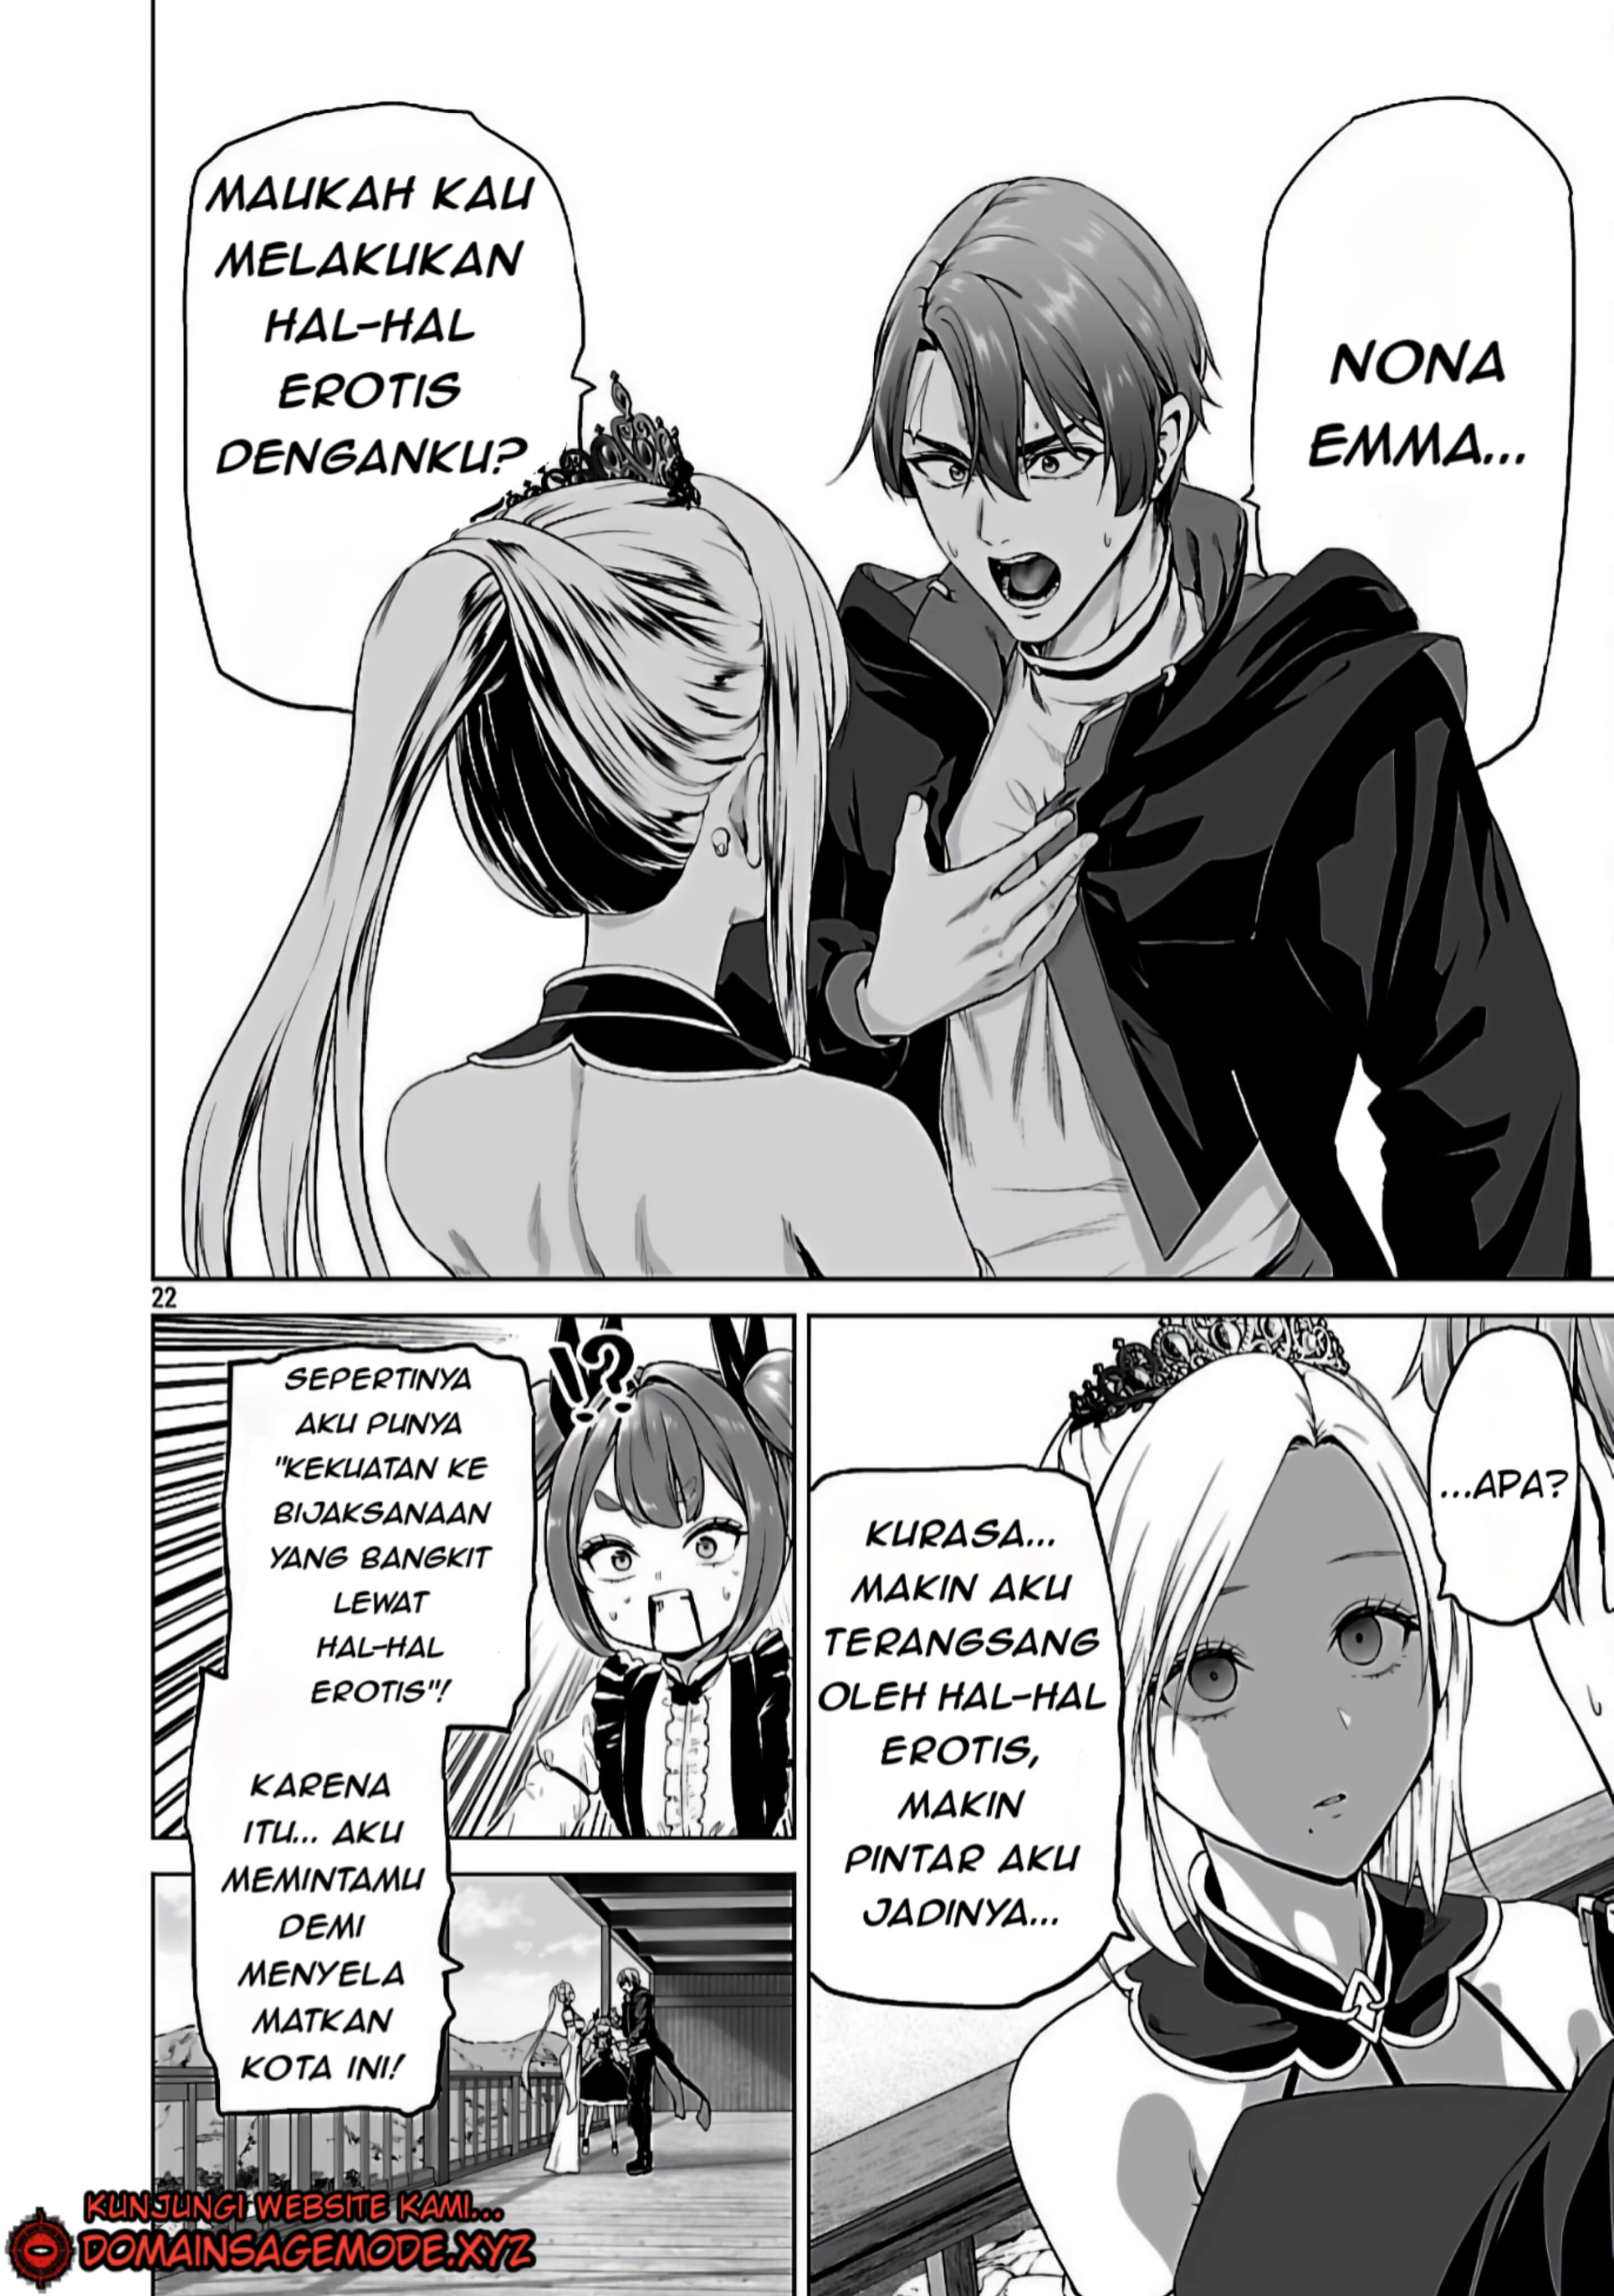 NONA
EMMA...
MAUKAH KAU
MELAKUKAN
HAL-HAL
EROTIS
DENGANKU?
22
...APA?
KURASA...
MAKIN AKU
TERANGSANG
OLEH HAL-HAL
EROTIS,
MAKIN
PINTAR AKU
JADINYA...
!?
SEPERTINYA
AKU PUNYA
"KEKUATAN KE
BIJAKSANAAN
YANG BANGKIT
LEWAT
HAL-HAL
EROTIS"!
KARENA
ITU... AKU
MEMINTAMU
DEMI
MENYELA
MATKAN
KOTA INI!
KUNJUNGI WEBSITE KAMI...
DOMAINSAGEMODE.XYZ